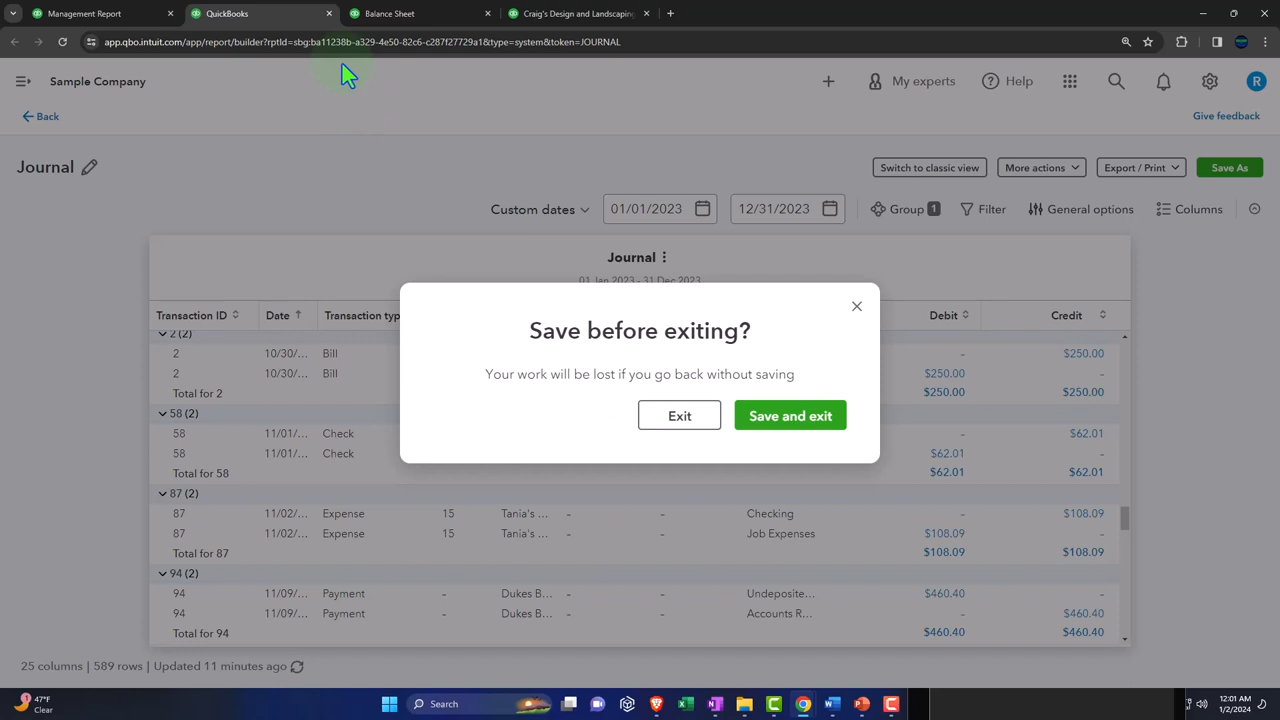 Management Report
QuickBooks
Balance Sheet
Craig's Design and Landscaping
app.qbo.intuit.com/app/report/builder?rptId=sbg:ba11238b-a329-4e50-82c6-c287f27729a1&type=system&token=JOURNAL
Sample Company
My experts
Help
R
Back
Give feedback
Journal
Switch to classic view
More actions
Export / Print
Save As
Custom dates
01/01/2023
12/31/2023
Group 1
Filter
General options
Columns
Journal
01 Jan 2023 - 31 Dec 2023
Transaction ID Date Transaction typ Debit Credit
2 (2)
2 10/30/... Bill – $250.00
2 10/30/... Bill $250.00 –
Total for 2 $250.00 $250.00
58 (2)
58 11/01/... Check – $62.01
58 11/01/... Check $62.01 –
Total for 58 $62.01 $62.01
87 (2)
87 11/02/... Expense 15 Tania's ... – – Checking – $108.09
87 11/02/... Expense 15 Tania's ... – – Job Expenses $108.09 –
Total for 87 $108.09 $108.09
94 (2)
94 11/09/... Payment – Dukes B... – – Undeposite... $460.40 –
94 11/09/... Payment – Dukes B... – – Accounts R... – $460.40
Total for 94 $460.40 $460.40
Save before exiting?
Your work will be lost if you go back without saving
Exit
Save and exit
25 columns | 589 rows | Updated 11 minutes ago
1
47°F
Clear
Search
12:01 AM
1/2/2024